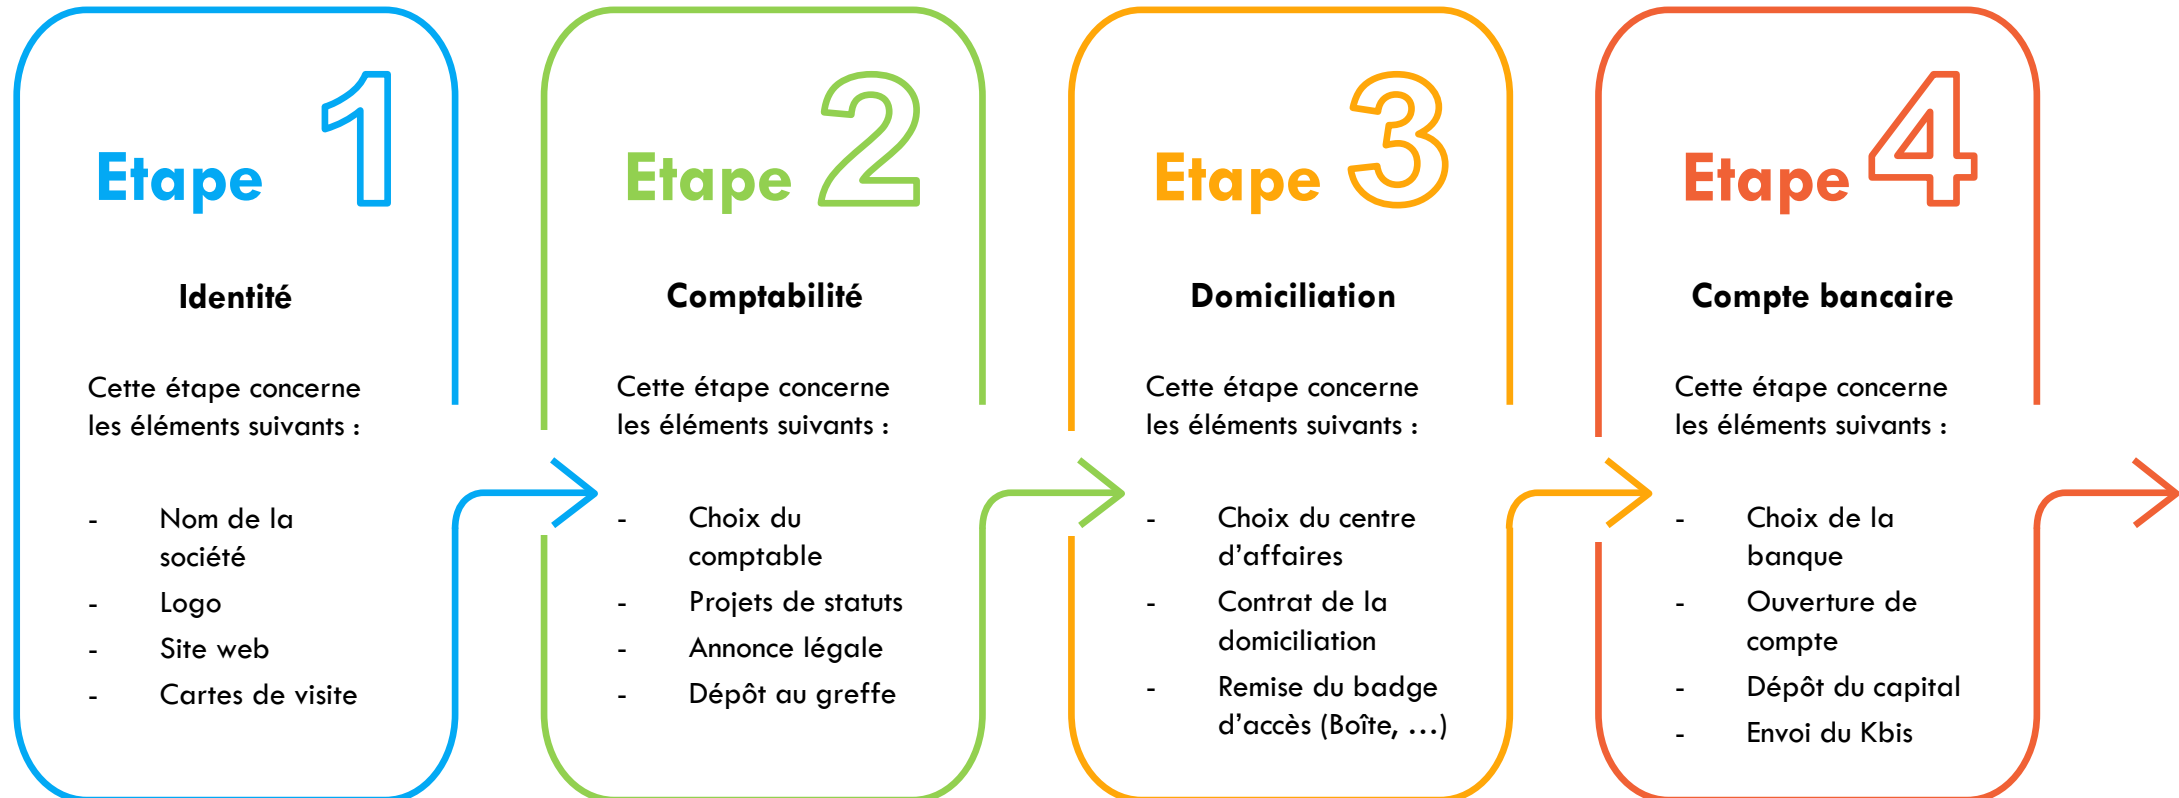 Etape 1
Identité
Cette étape concerne
les éléments suivants :
- Nom de la
société
- Logo
- Site web
- Cartes de visite
Etape 2
Comptabilité
Cette étape concerne
les éléments suivants :
- Choix du
comptable
- Projets de statuts
- Annonce légale
- Dépôt au greffe
Etape 3
Domiciliation
Cette étape concerne
les éléments suivants :
- Choix du centre
d’affaires
- Contrat de la
domiciliation
- Remise du badge
d’accès (Boîte, …)
Etape 4
Compte bancaire
Cette étape concerne
les éléments suivants :
- Choix de la
banque
- Ouverture de
compte
- Dépôt du capital
- Envoi du Kbis